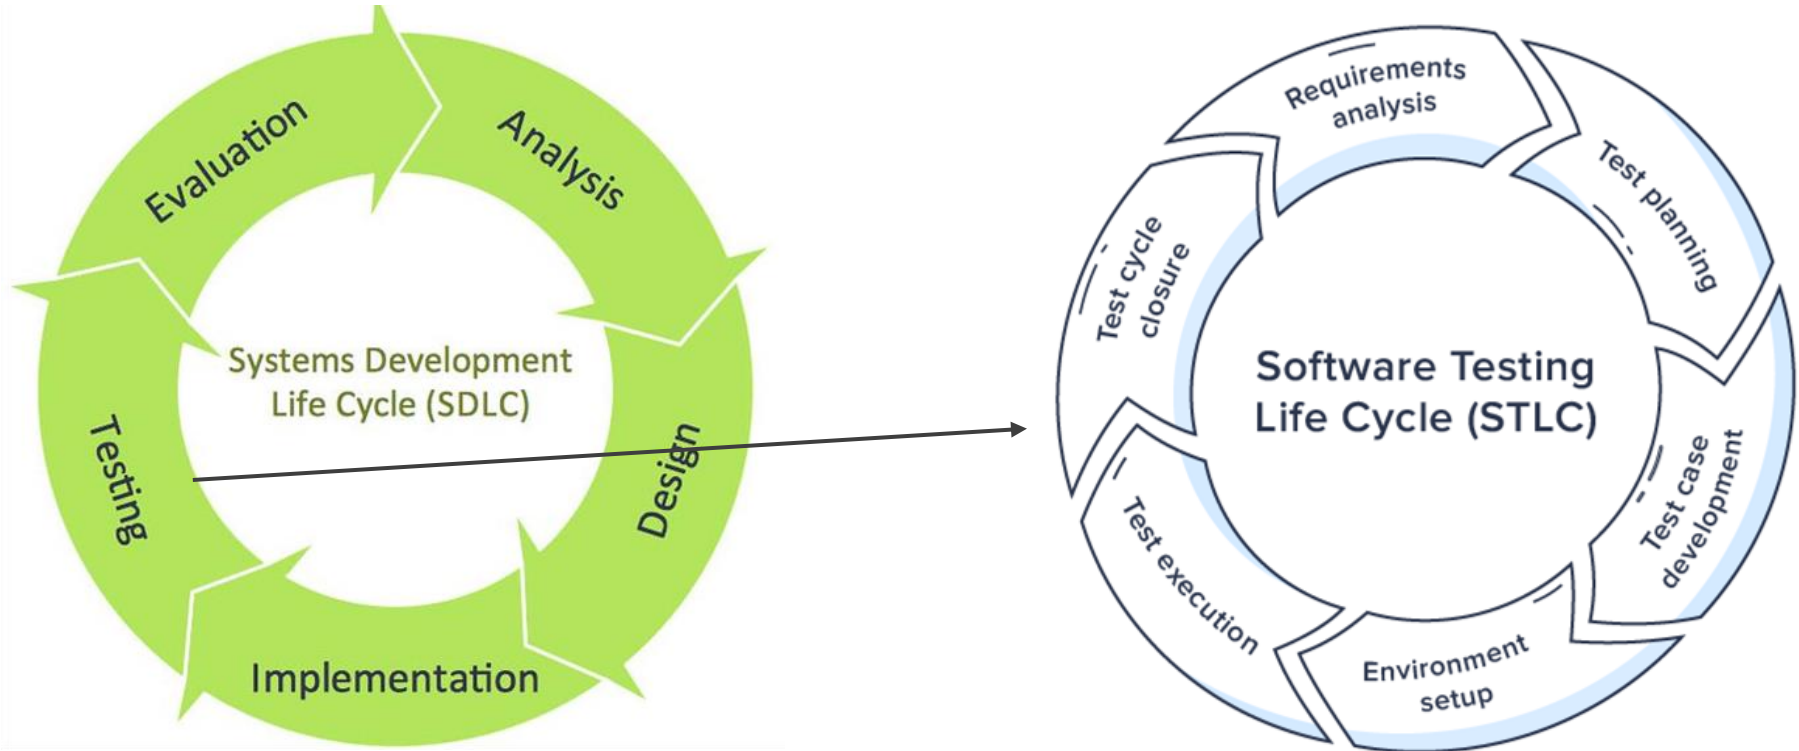 Evaluation
Analysis
Systems Development
Life Cycle (SDLC)
Testing
Design
Implementation
Requirements
analysis
Test planning
Test cycle
closure
Software Testing
Life Cycle (STLC)
Test case
development
Test execution
Environment
setup